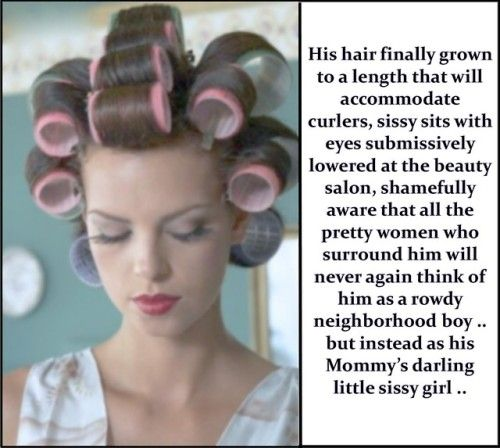 His hair finally grown
to a length that will
accommodate
curlers, sissy sits with
eyes submissively
lowered at the beauty
salon, shamefully
aware that all the
pretty women who
surround him will
never again think of
him as a rowdy
neighborhood boy ..
but instead as his
Mommy’s darling
little sissy girl ..